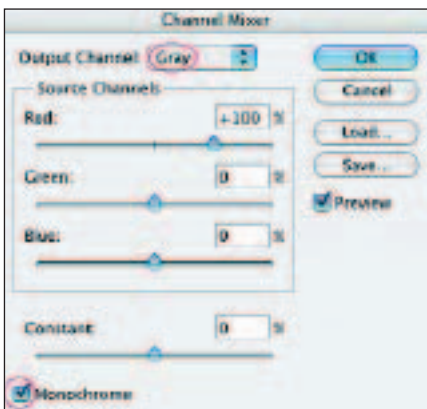 Channel Mixer
Output Channel: Gray
OK
Source Channels
Cancel
Red: +100 %
Load...
Green: 0 %
Save...
Preview
Blue: 0 %
Constant: 0 %
Monochrome